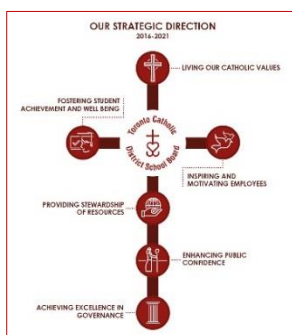 OUR STRATEGIC DIRECTION
2016-2021
LIVING OUR CATHOLIC VALUES
FOSTERING STUDENT
ACHIEVEMENT AND WELL BEING
Toronto Catholic
District School Board
INSPIRING AND
MOTIVATING EMPLOYEES
PROVIDING STEWARDSHIP
OF RESOURCES
ENHANCING PUBLIC
CONFIDENCE
ACHIEVING EXCELLENCE IN
GOVERNANCE